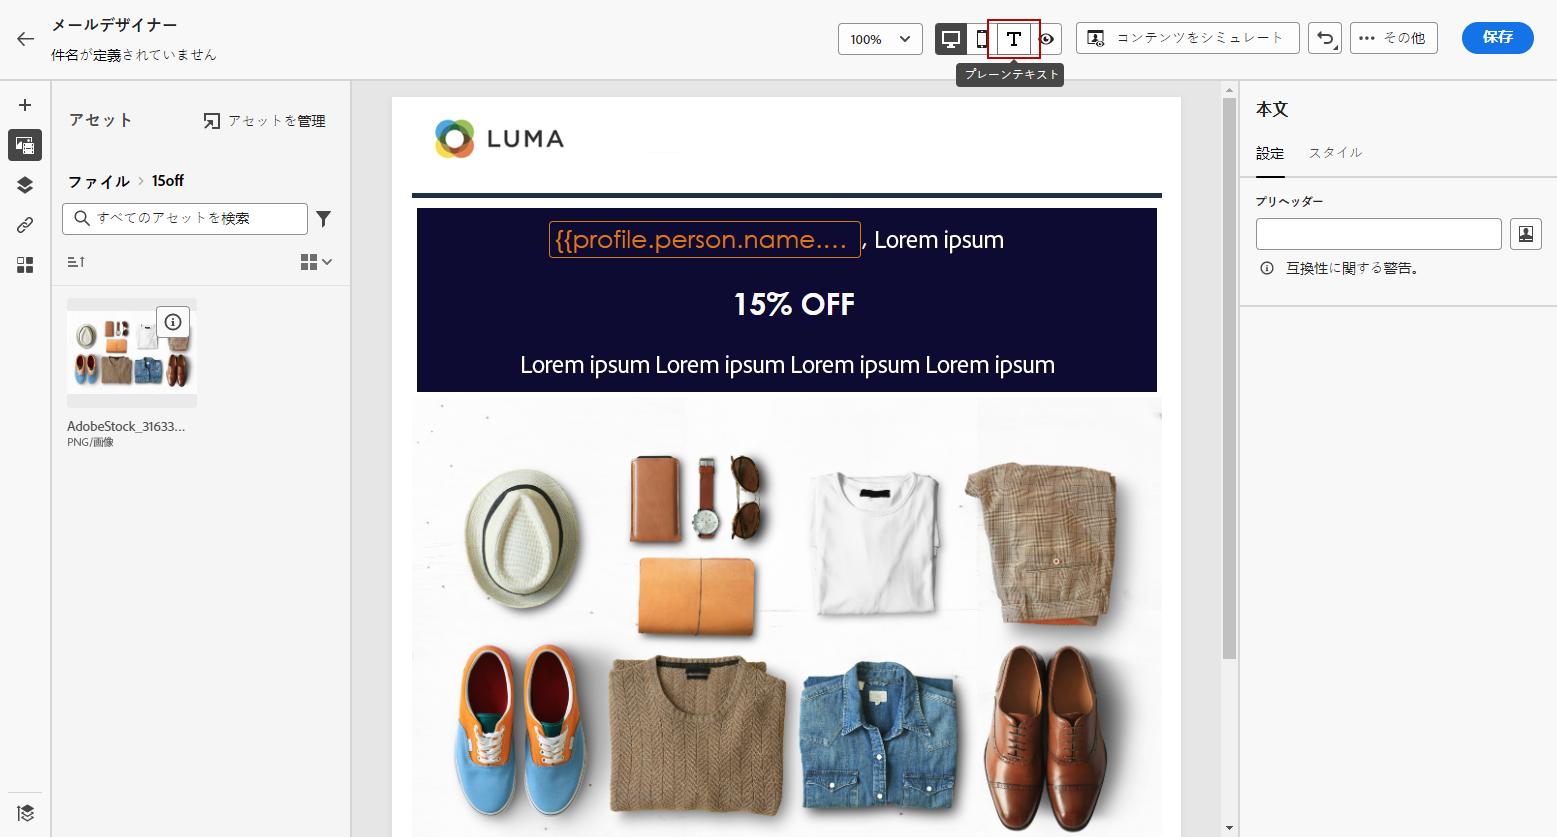 メールデザイナー
件名が定義されていません
100%
T
コンテンツをシミュレート
その他
保存
プレーンテキスト
アセット
アセットを管理
ファイル > 15off
すべてのアセットを検索
AdobeStock_31633...
PNG/画像
LUMA
{{profile.person.name.... , Lorem ipsum
15% OFF
Lorem ipsum Lorem ipsum Lorem ipsum Lorem ipsum
本文
設定 スタイル
プリヘッダー
互換性に関する警告。